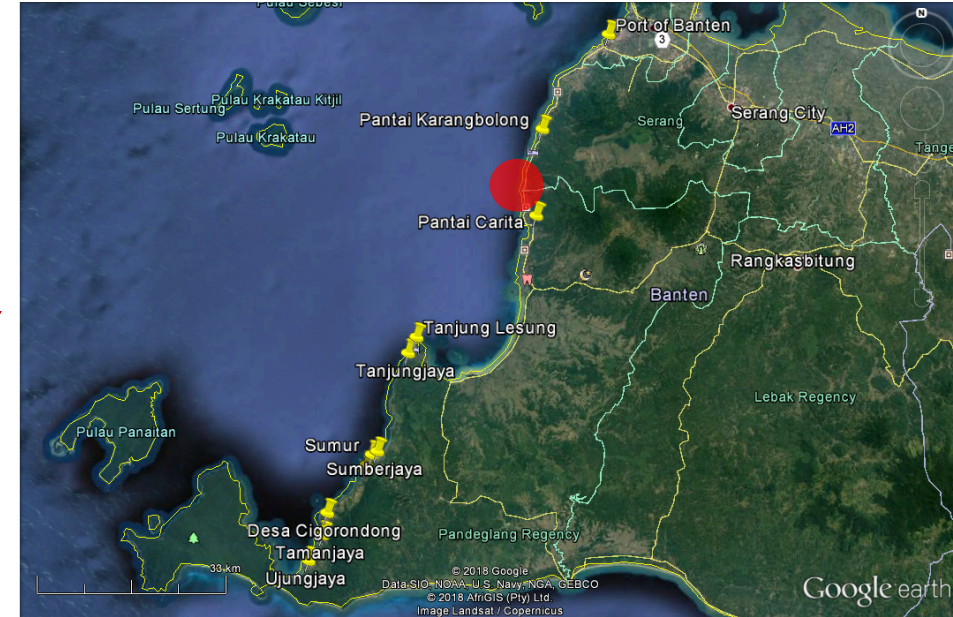 Pulau Sebesi
N
Port of Banten
3
Pulau Krakatau Kitjil
Pulau Sertung
Pantai Karangbolong
Serang
Serang City
AH2
Pulau Krakatau
Tange
Pantai Carita
Rangkasbitung
Banten
Tanjung Lesung
Tanjungjaya
Lebak Regency
Pulau Panaitan
Sumur
Sumberjaya
Desa Cigorondong
Pandeglang Regency
Tamanjaya
33 km
Ujungjaya
© 2018 Google
Data SIO, NOAA, U.S. Navy, NGA, GEBCO
© 2018 AfriGIS (Pty) Ltd.
Image Landsat / Copernicus
Google earth